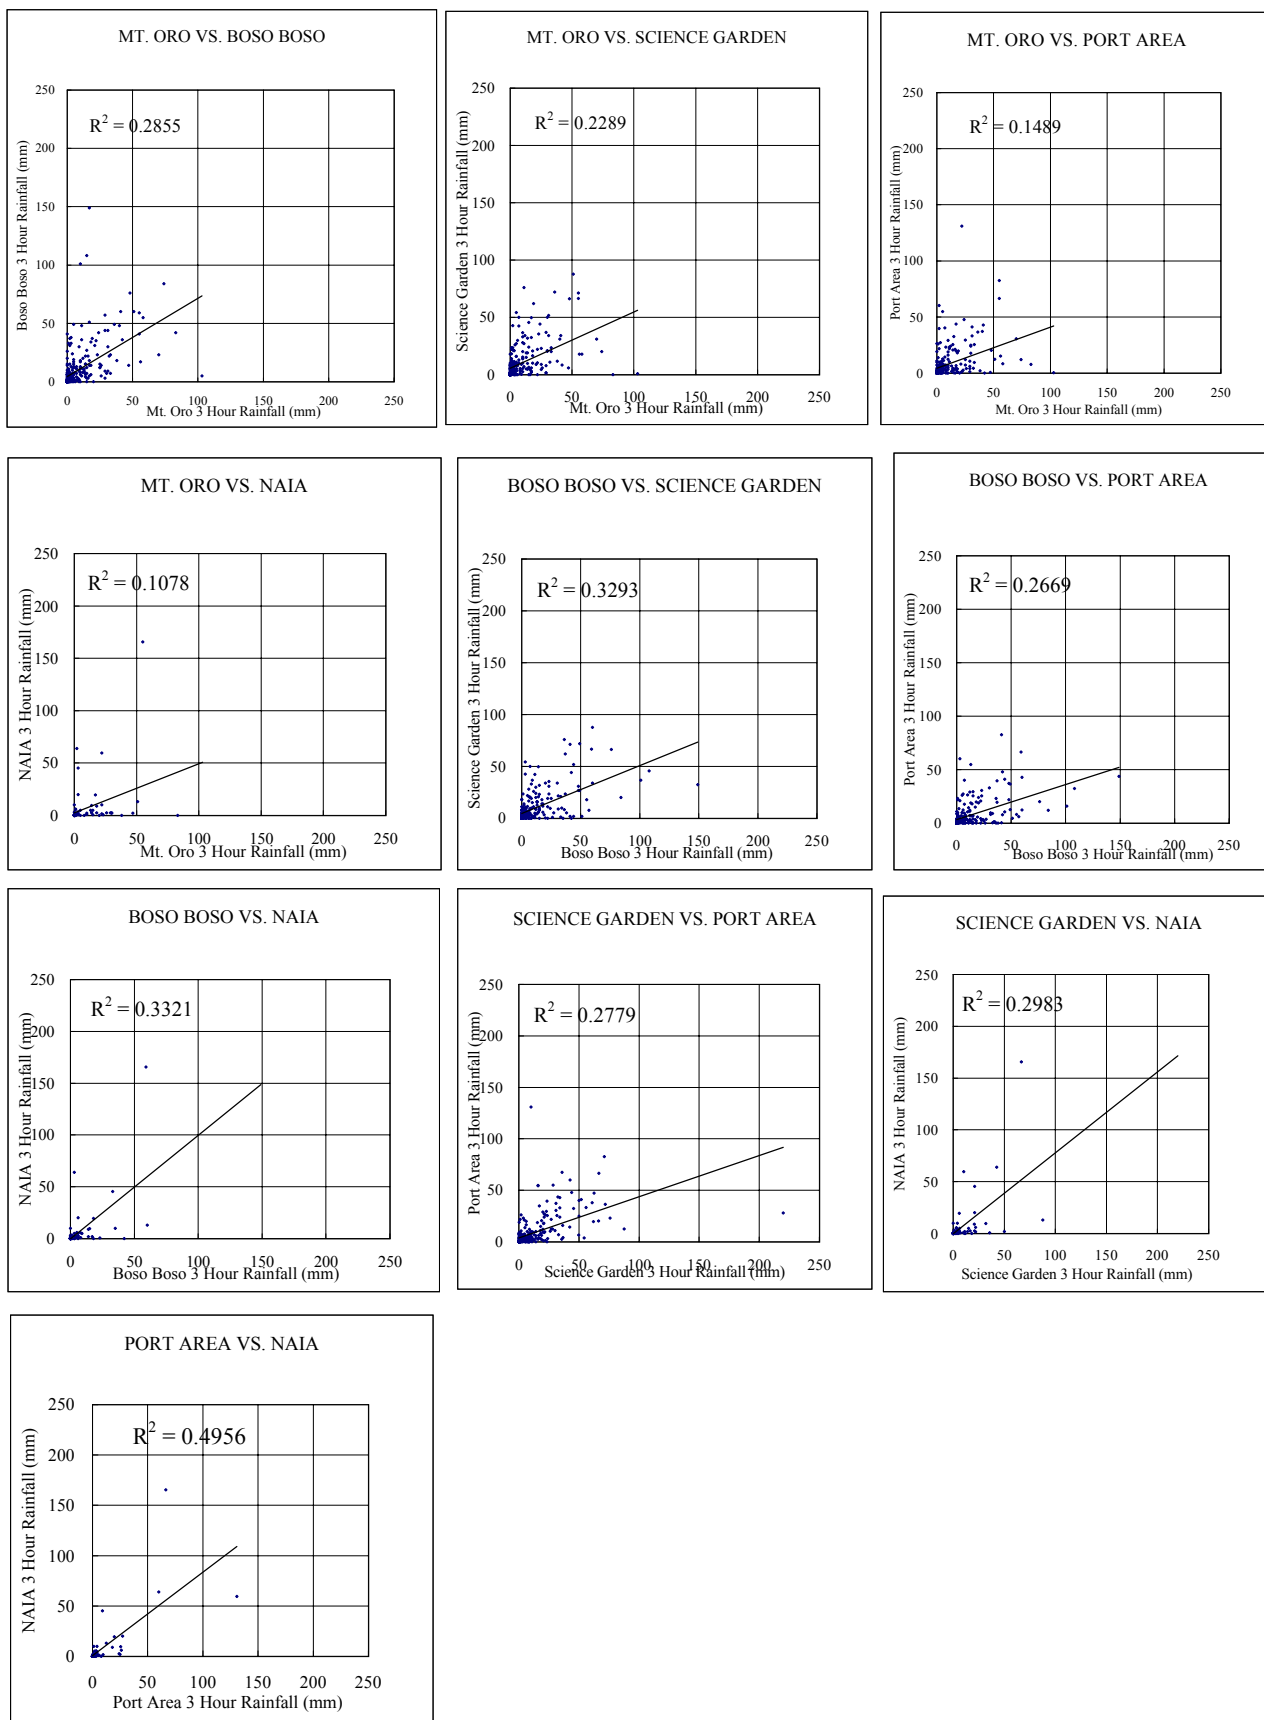 MT. ORO VS. BOSO BOSO
R² = 0.2855
Boso Boso 3 Hour Rainfall (mm)
250
200
150
100
50
0
0 50 100 150 200 250
Mt. Oro 3 Hour Rainfall (mm)
MT. ORO VS. SCIENCE GARDEN
R² = 0.2289
Science Garden 3 Hour Rainfall (mm)
250
200
150
100
50
0
0 50 100 150 200 250
Mt. Oro 3 Hour Rainfall (mm)
MT. ORO VS. PORT AREA
R² = 0.1489
Port Area 3 Hour Rainfall (mm)
250
200
150
100
50
0
0 50 100 150 200 250
Mt. Oro 3 Hour Rainfall (mm)
MT. ORO VS. NAIA
R² = 0.1078
NAIA 3 Hour Rainfall (mm)
250
200
150
100
50
0
0 50 100 150 200 250
Mt. Oro 3 Hour Rainfall (mm)
BOSO BOSO VS. SCIENCE GARDEN
R² = 0.3293
Science Garden 3 Hour Rainfall (mm)
250
200
150
100
50
0
0 50 100 150 200 250
Boso Boso 3 Hour Rainfall (mm)
BOSO BOSO VS. PORT AREA
R² = 0.2669
Port Area 3 Hour Rainfall (mm)
250
200
150
100
50
0
0 50 100 150 200 250
Boso Boso 3 Hour Rainfall (mm)
BOSO BOSO VS. NAIA
R² = 0.3321
NAIA 3 Hour Rainfall (mm)
250
200
150
100
50
0
0 50 100 150 200 250
Boso Boso 3 Hour Rainfall (mm)
SCIENCE GARDEN VS. PORT AREA
R² = 0.2779
Port Area 3 Hour Rainfall (mm)
250
200
150
100
50
0
0 50 100 150 200 250
Science Garden 3 Hour Rainfall (mm)
SCIENCE GARDEN VS. NAIA
R² = 0.2983
NAIA 3 Hour Rainfall (mm)
250
200
150
100
50
0
0 50 100 150 200 250
Science Garden 3 Hour Rainfall (mm)
PORT AREA VS. NAIA
R² = 0.4956
NAIA 3 Hour Rainfall (mm)
250
200
150
100
50
0
0 50 100 150 200 250
Port Area 3 Hour Rainfall (mm)